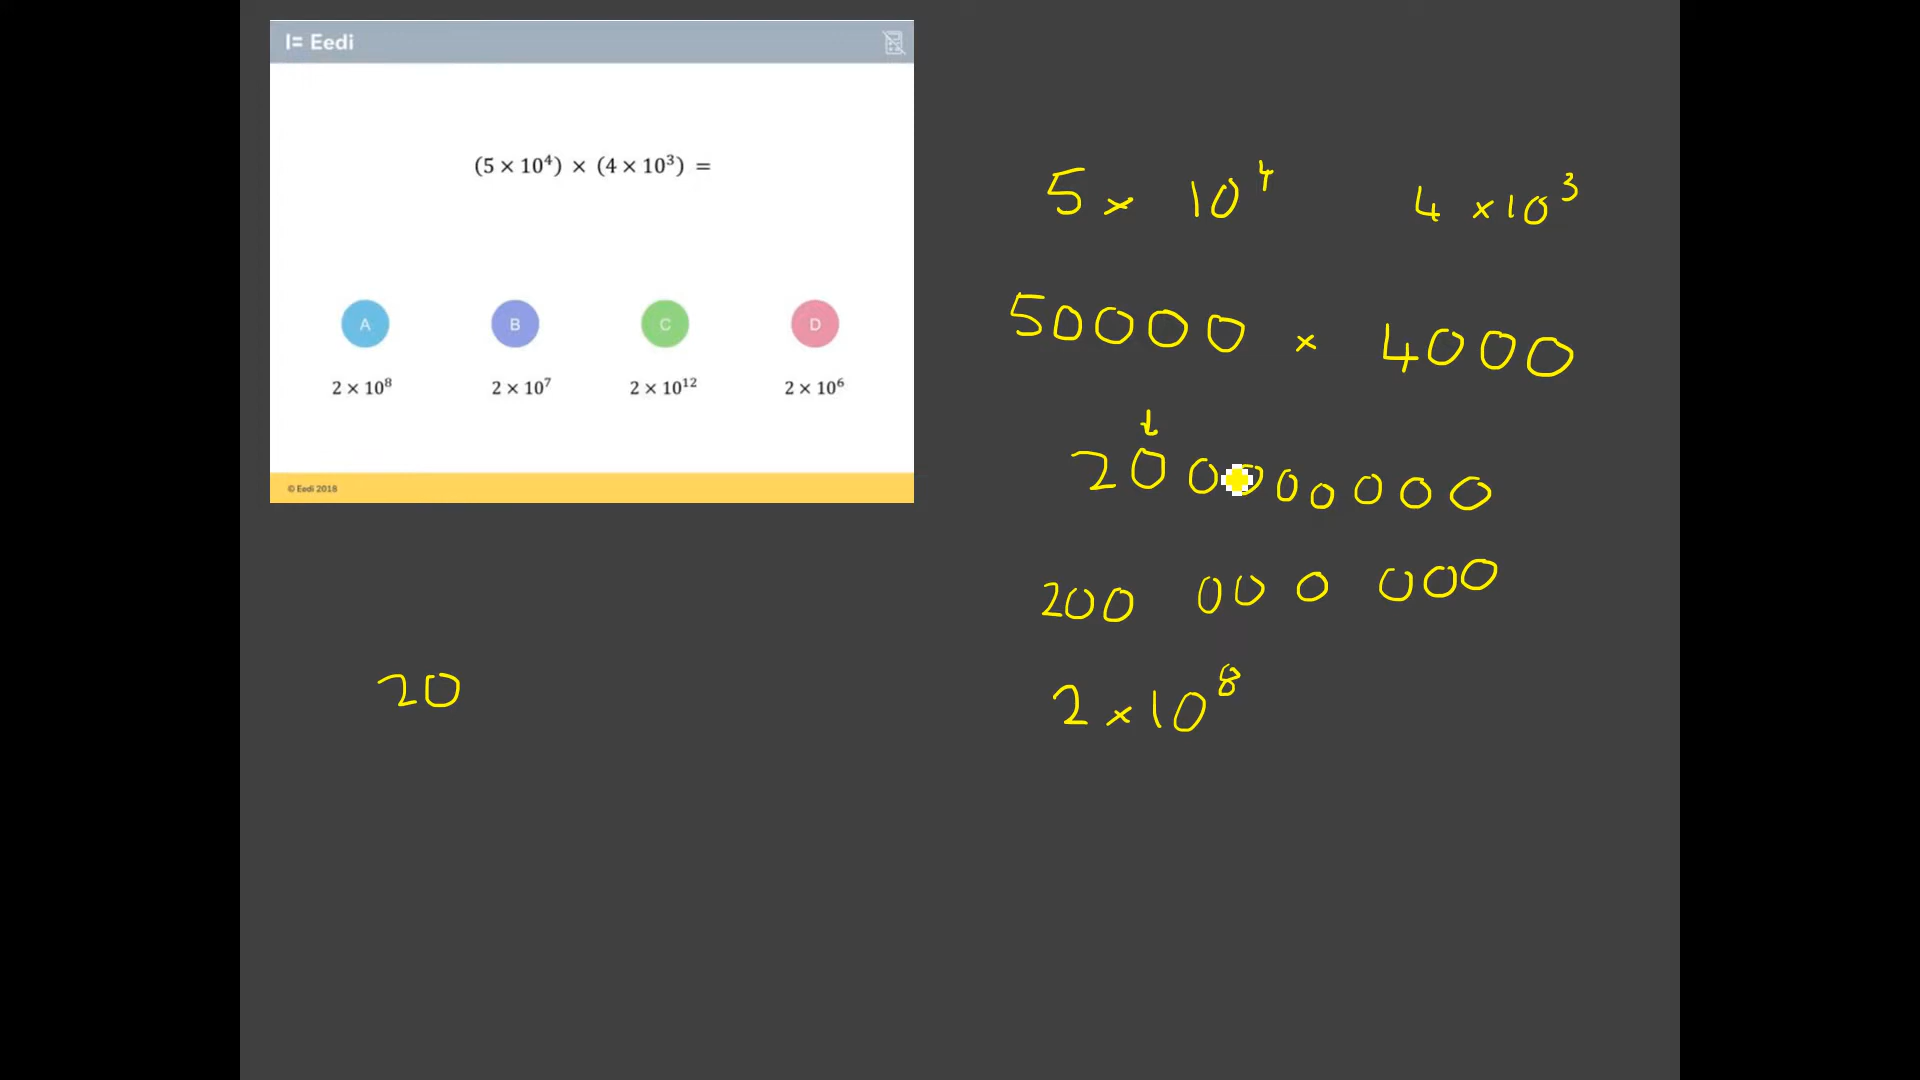 I= Eedi
(5 × 10⁴) × (4 × 10³) =
A B C D
2 × 10⁸ 2 × 10⁷ 2 × 10¹² 2 × 10⁶
© Eedi 2018
20
5 × 10⁴ 4 × 10³
50000 × 4000
200000000
200 000 000
2 × 10⁸